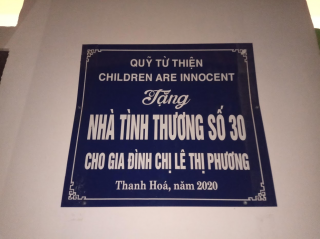 QUỸ TỪ THIỆN
CHILDREN ARE INNOCENT
Tặng
NHÀ TÌNH THƯƠNG SỐ 30
CHO GIA ĐÌNH CHỊ LÊ THỊ PHƯƠNG
Thanh Hoá, năm 2020